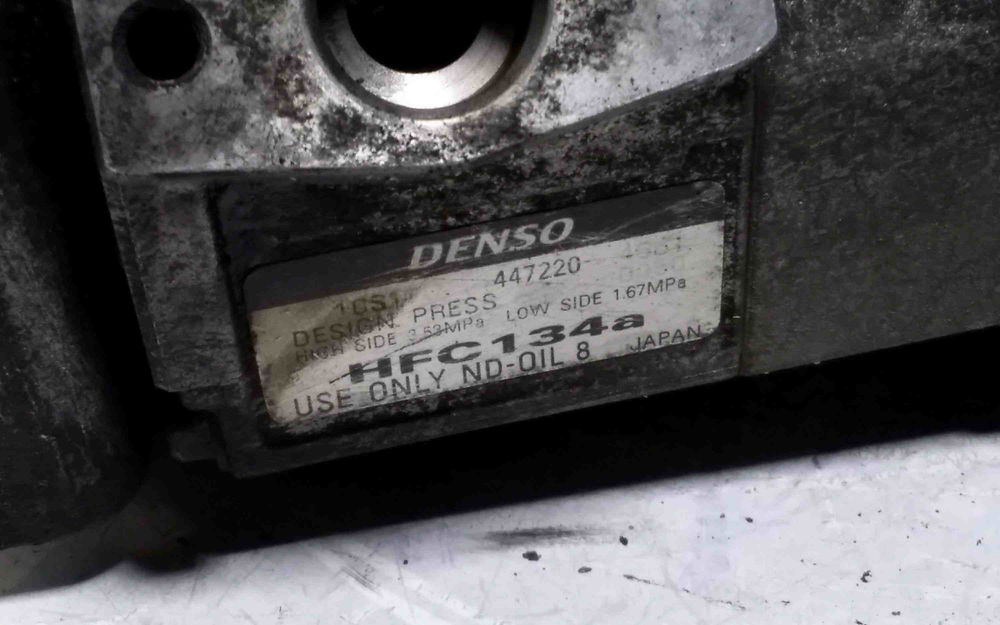 DENSO
447220-
DESIGN PRESS
HIGH SIDE 3.53MPa LOW SIDE 1.67MPa
HFC134a
USE ONLY ND-OIL 8 JAPAN